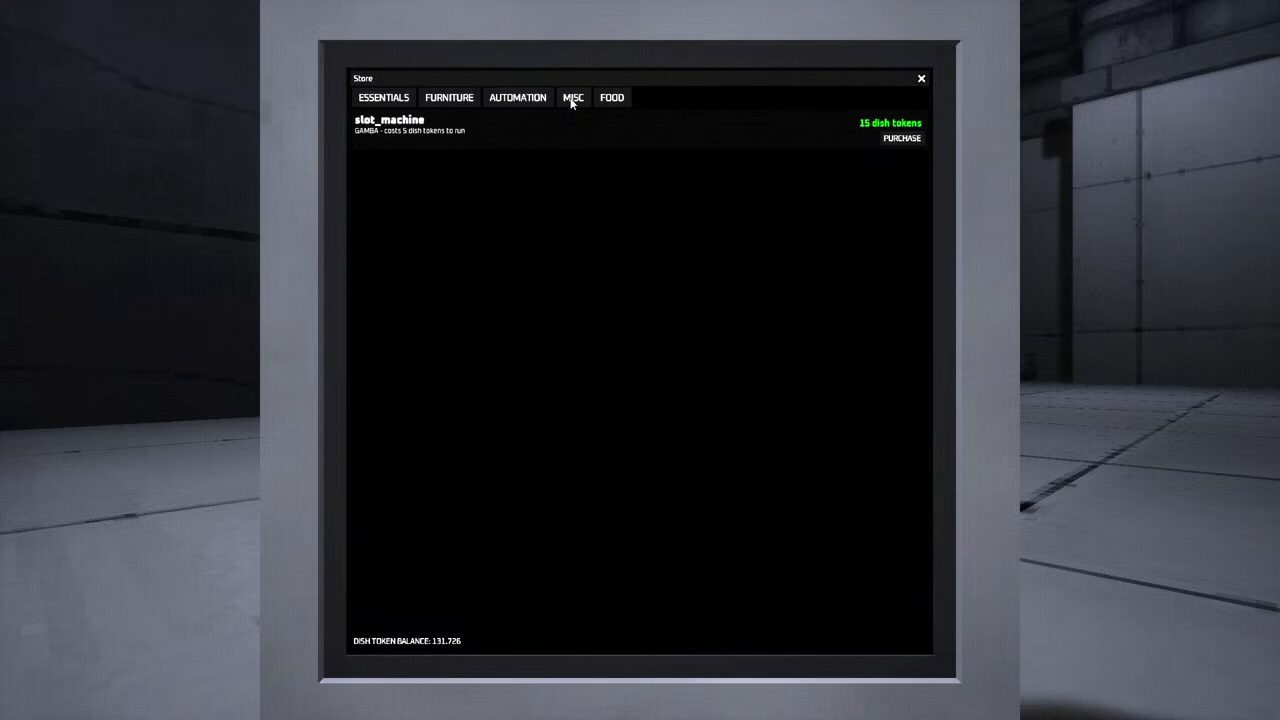 Store
ESSENTIALS FURNITURE AUTOMATION MISC FOOD
slot_machine
GAMBA - costs 5 dish tokens to run
15 dish tokens
PURCHASE
DISH TOKEN BALANCE: 131.726